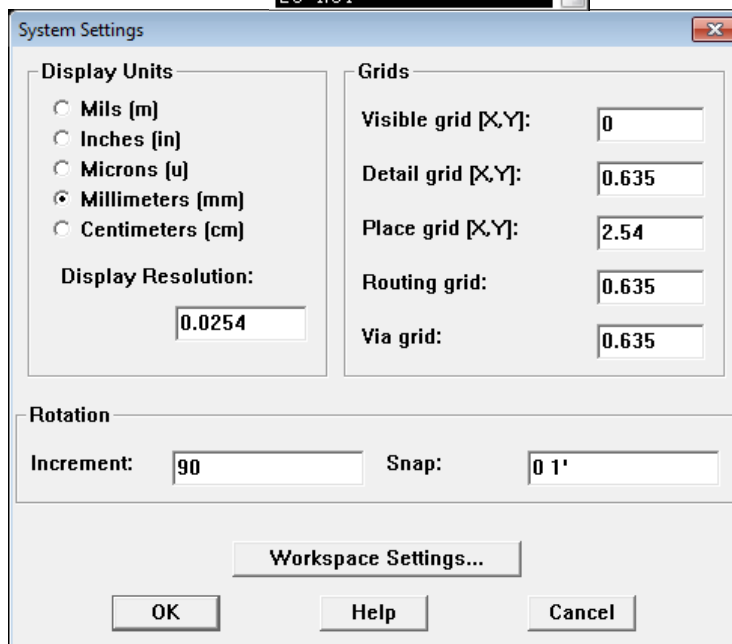 System Settings
Display Units
Mils (m)
Inches (in)
Microns (u)
Millimeters (mm)
Centimeters (cm)
Display Resolution:
0.0254
Grids
Visible grid [X,Y]:
0
Detail grid [X,Y]:
0.635
Place grid [X,Y]:
2.54
Routing grid:
0.635
Via grid:
0.635
Rotation
Increment:
90
Snap:
0 1'
Workspace Settings...
OK
Help
Cancel